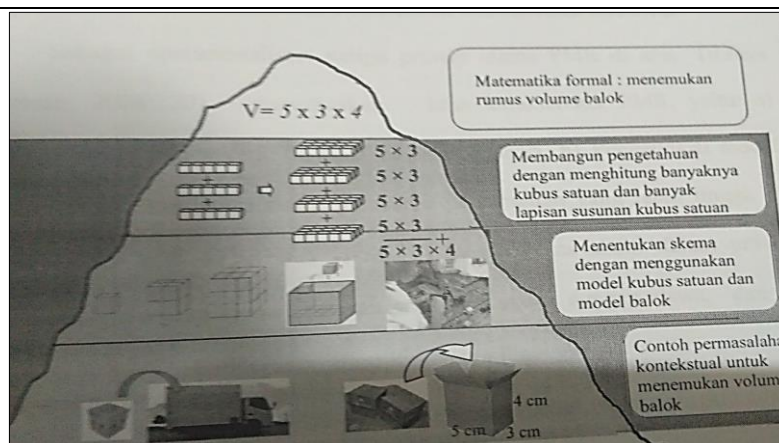 Matematika formal : menemukan
rumus volume balok
V= 5 x 3 x 4
+
+
+
+
+
5 × 3
5 × 3
5 × 3
5 × 3
+
5 × 3 × 4
Membangun pengetahuan
dengan menghitung banyaknya
kubus satuan dan banyak
lapisan susunan kubus satuan
Menentukan skema
dengan menggunakan
model kubus satuan dan
model balok
Contoh permasalaha
kontekstual untuk
menemukan volum
balok
4 cm
5 cm
3 cm